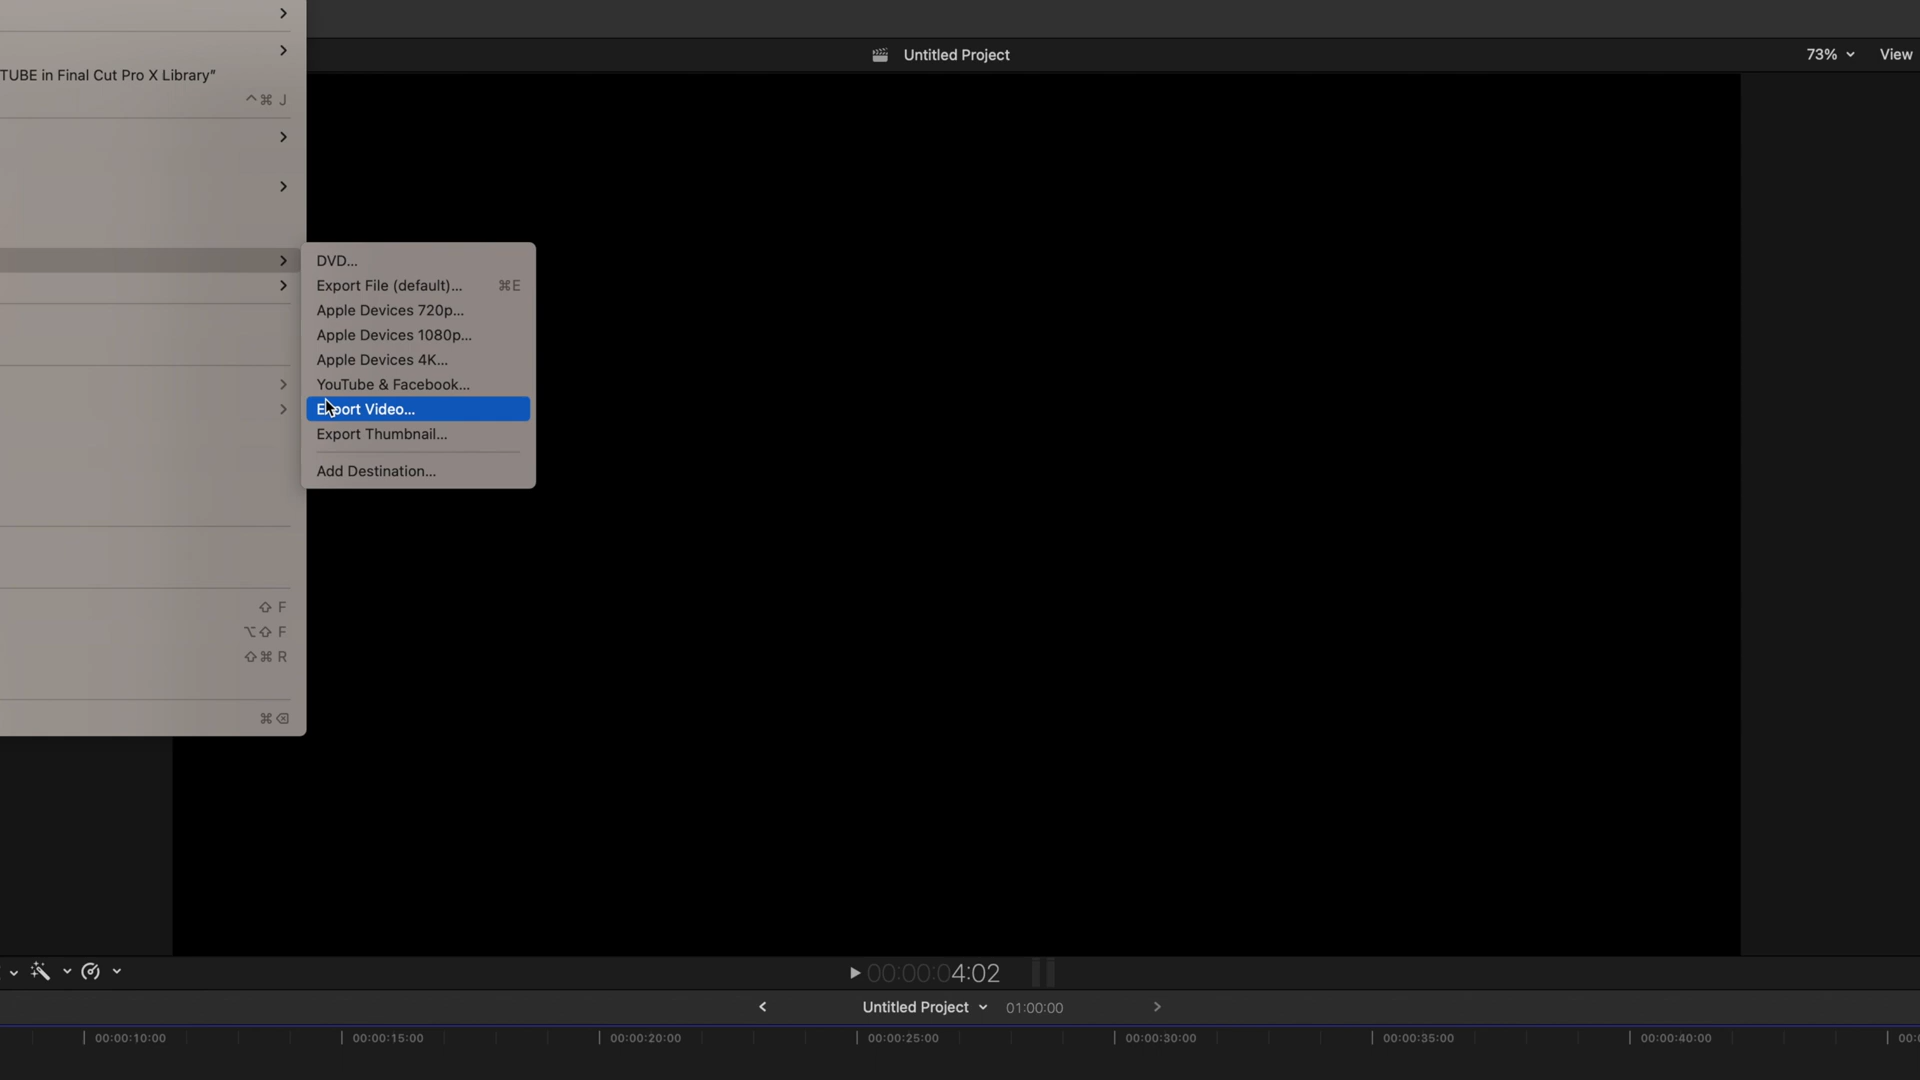 Untitled Project
73%
View
TUBE in Final Cut Pro X Library"
^⌘ J
DVD...
Export File (default)... ⌘E
Apple Devices 720p...
Apple Devices 1080p...
Apple Devices 4K...
YouTube & Facebook...
Export Video...
Export Thumbnail...
Add Destination...
⇧ F
⌥⇧ F
⇧⌘ R
⌘⌫
00:00:04:02
Untitled Project
01:00:00
00:00:10:00
00:00:15:00
00:00:20:00
00:00:25:00
00:00:30:00
00:00:35:00
00:00:40:00